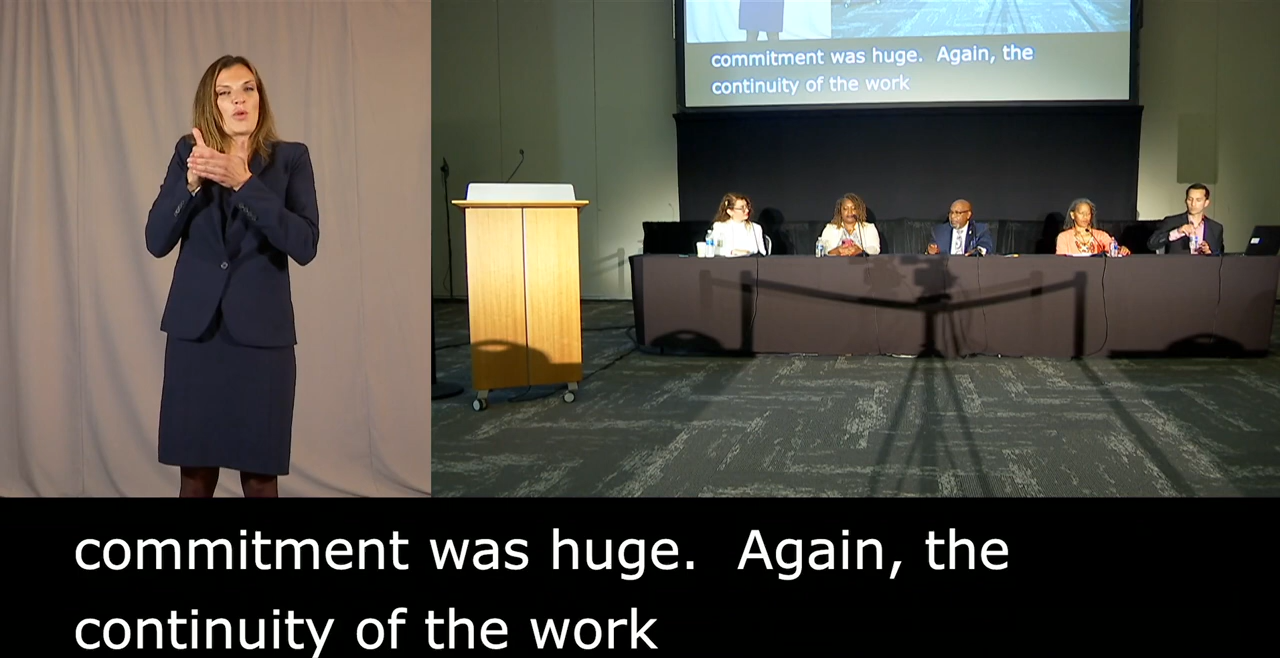 commitment was huge.  Again, the
continuity of the work
commitment was huge.  Again, the
continuity of the work